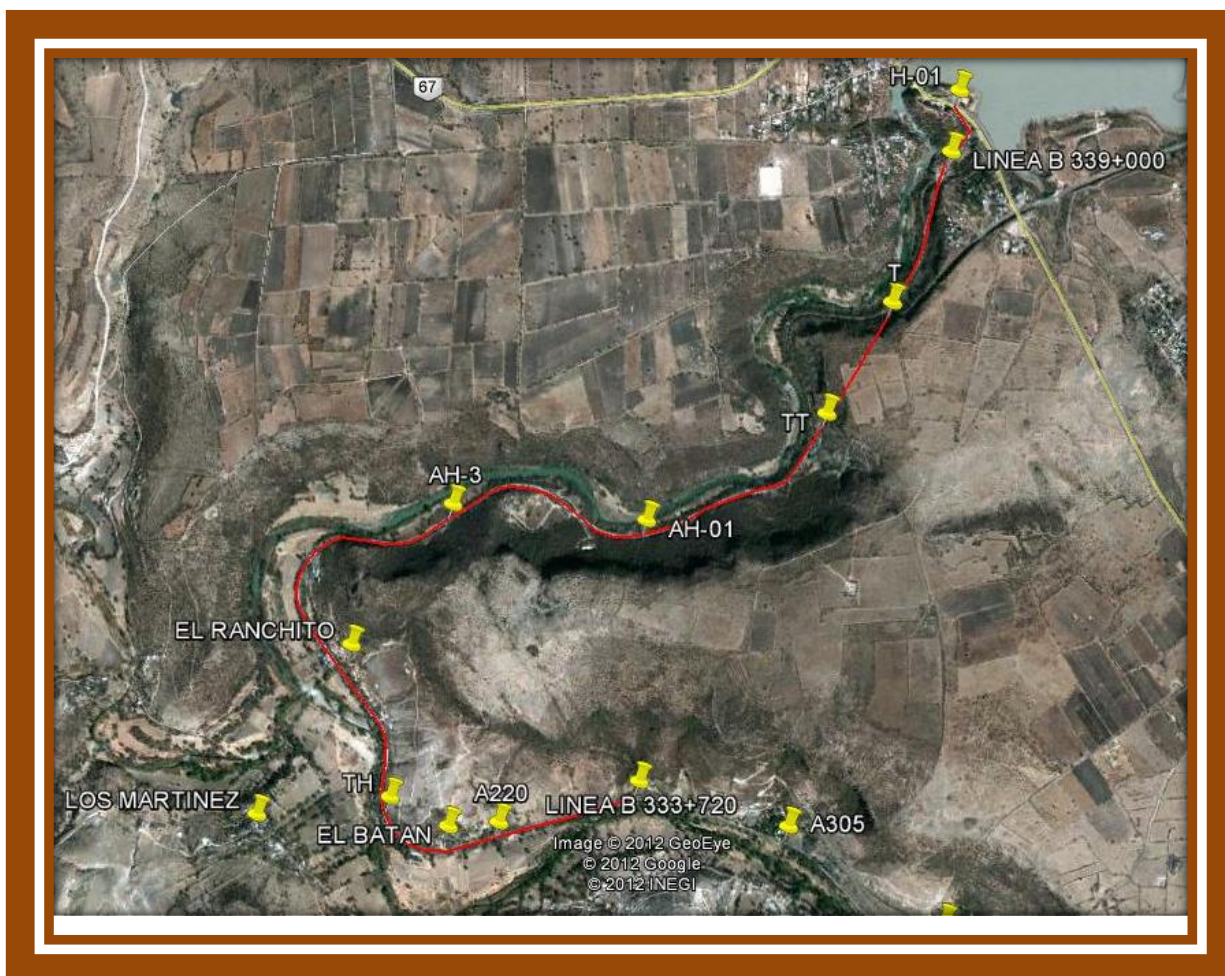 67
H-01
LINEA B 339+000
T
TT
AH-3
AH-01
EL RANCHITO
TH
LOS MARTINEZ
A220
LINEA B 333+720
EL BATAN
A305
Image © 2012 GeoEye
© 2012 Google
© 2012 INEGI